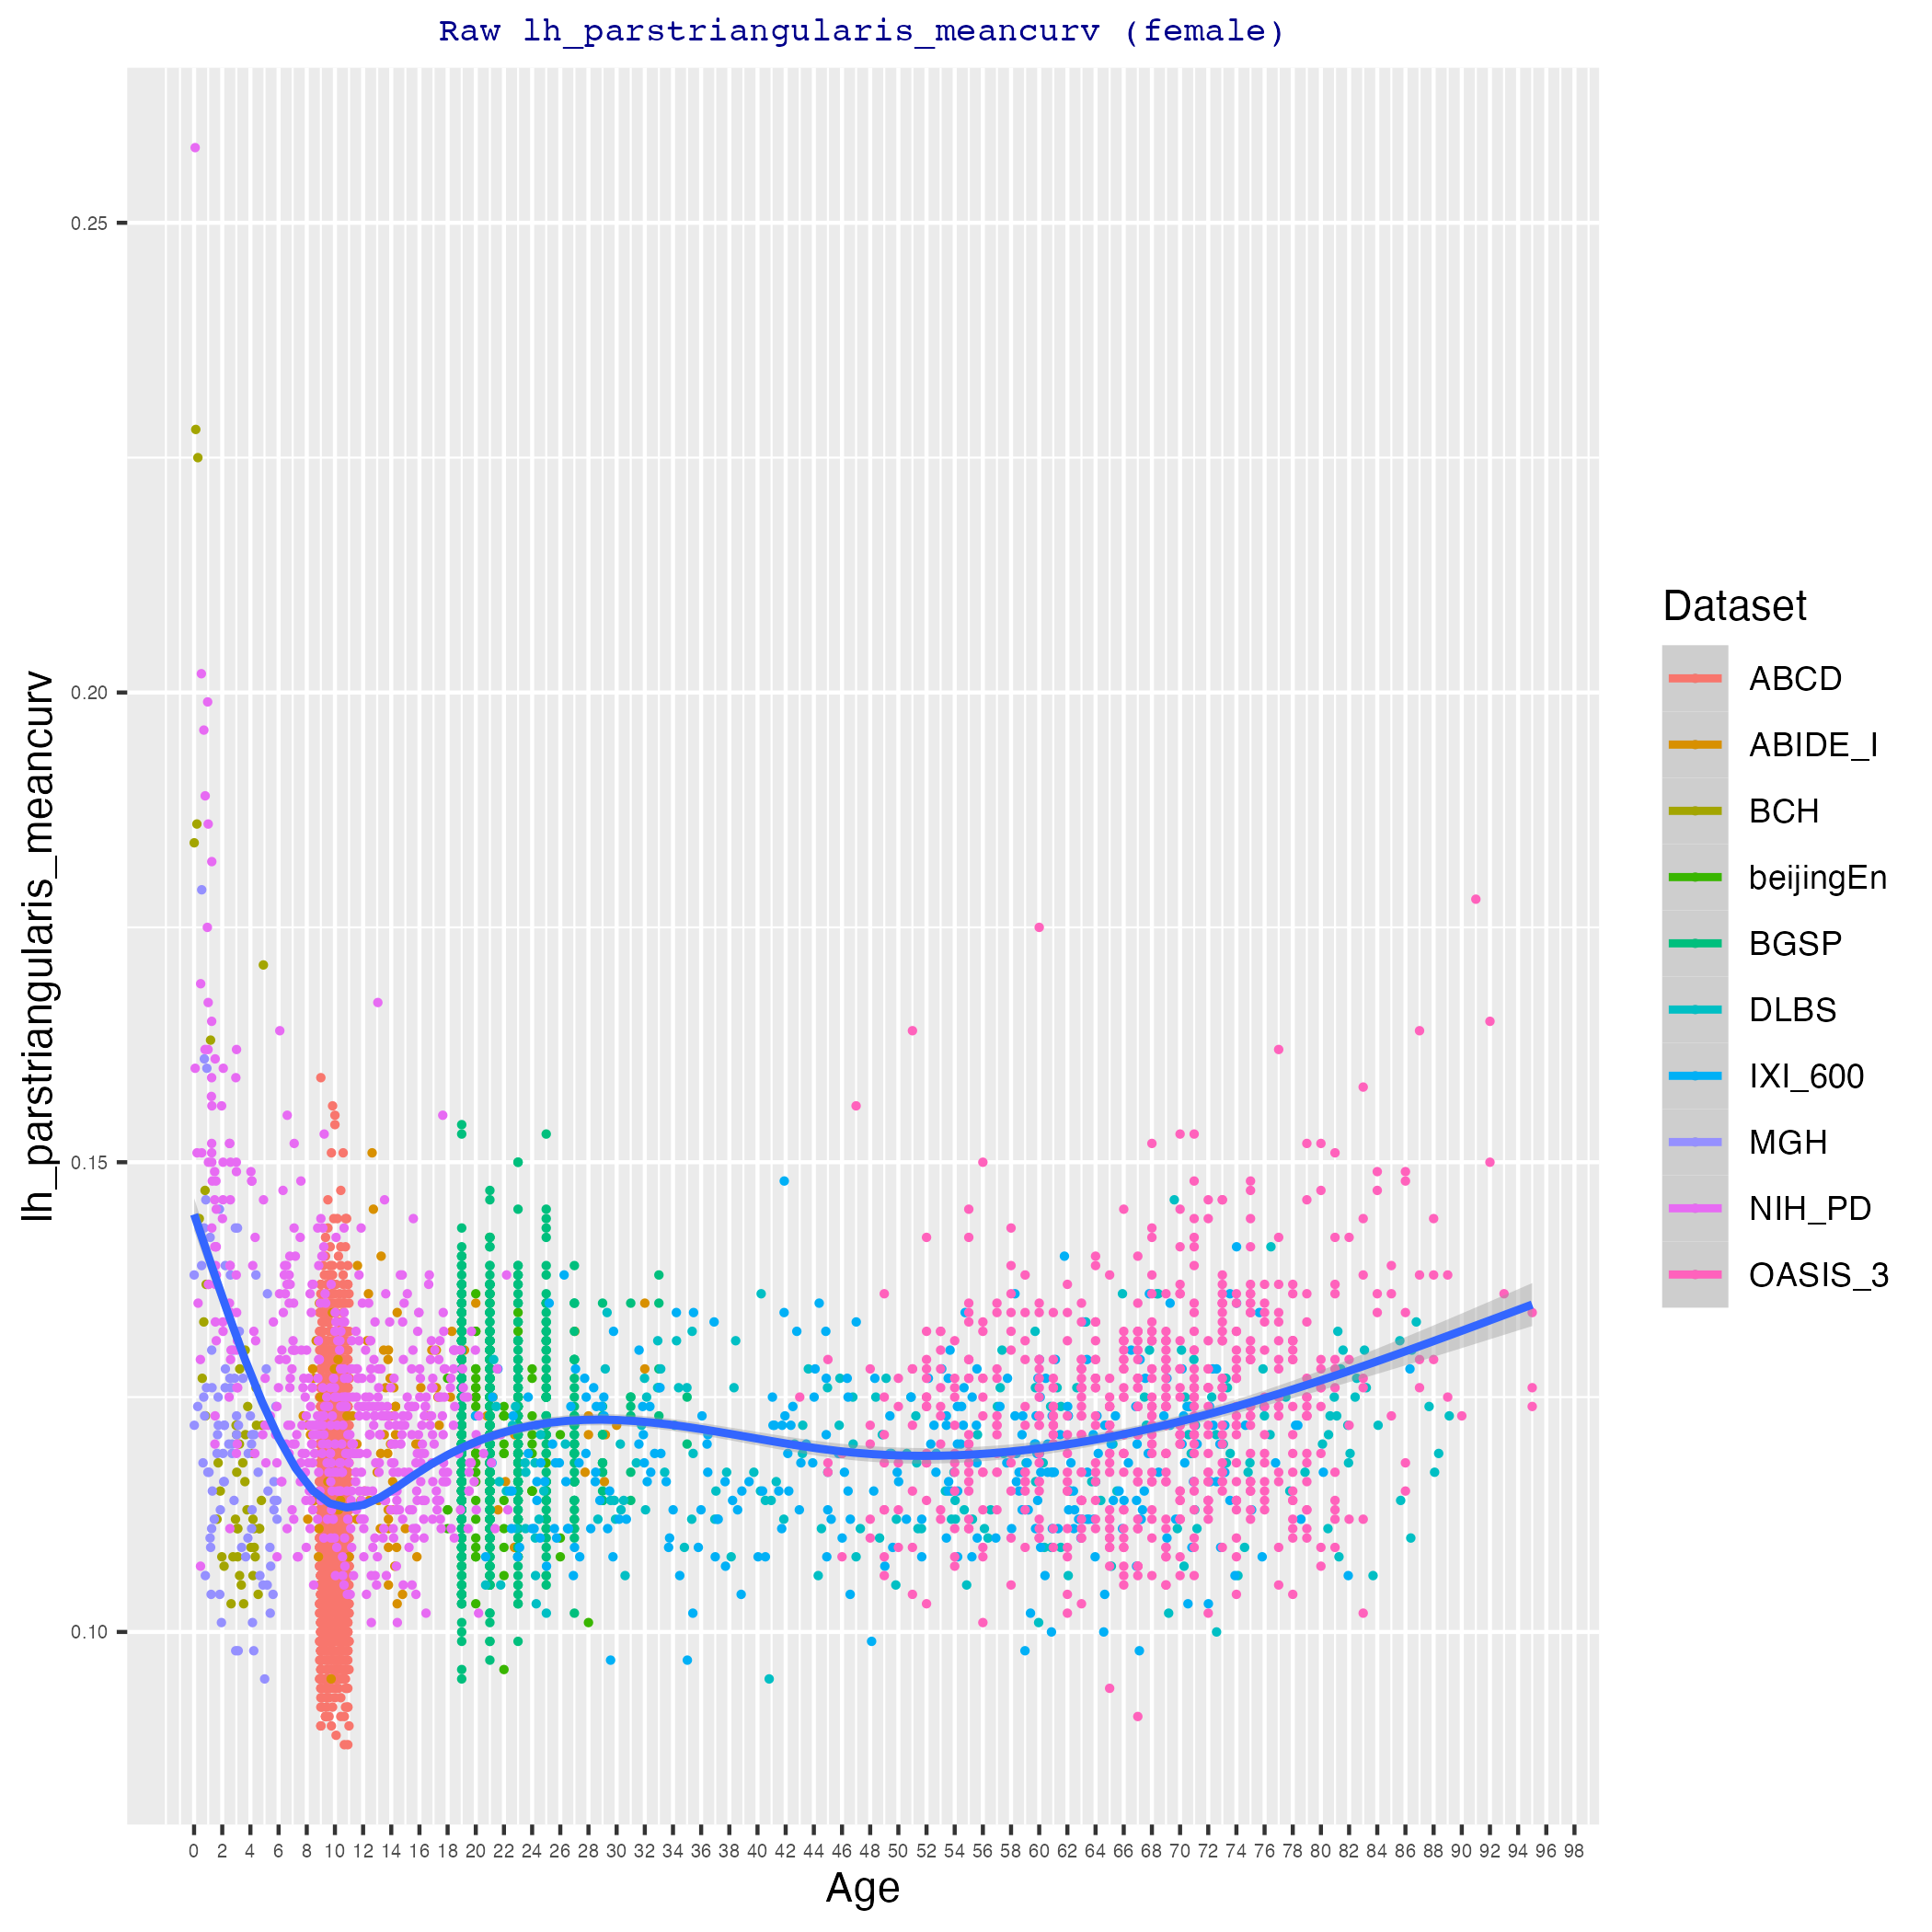 Raw lh_parstriangularis_meancurv (female)
lh_parstriangularis_meancurv
0.25
0.20
0.15
0.10
0 2 4 6 8 10 12 14 16 18 20 22 24 26 28 30 32 34 36 38 40 42 44 46 48 50 52 54 56 58 60 62 64 66 68 70 72 74 76 78 80 82 84 86 88 90 92 94 96 98
Age
Dataset
ABCD
ABIDE_I
BCH
beijingEn
BGSP
DLBS
IXI_600
MGH
NIH_PD
OASIS_3